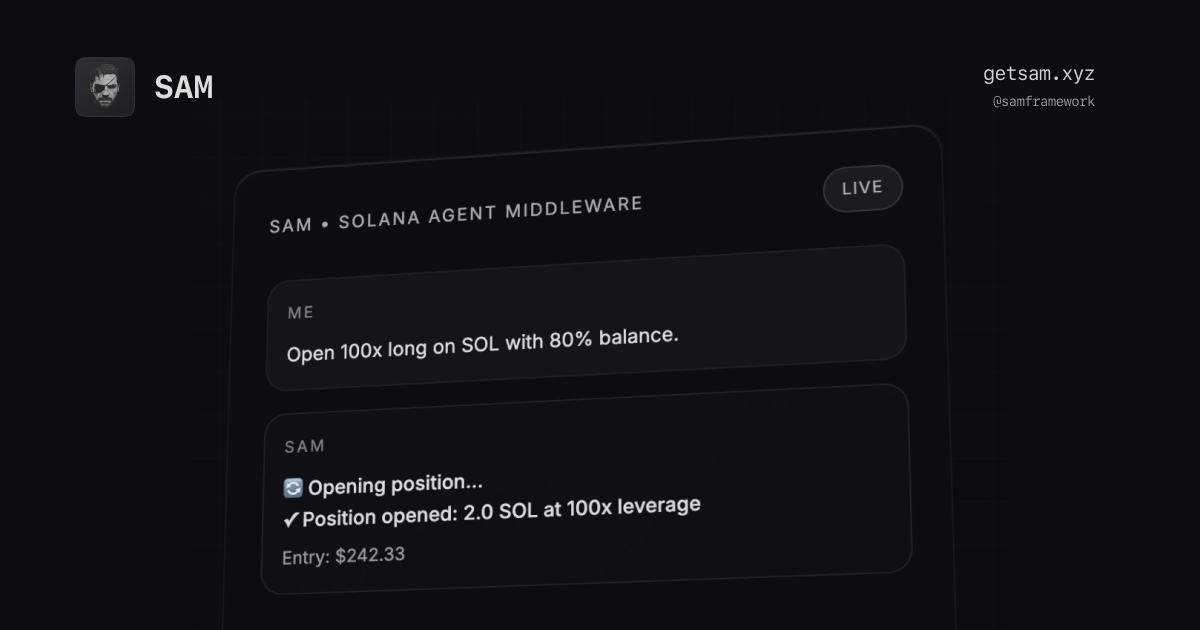 SAM
getsam.xyz
@samframework
SAM • SOLANA AGENT MIDDLEWARE
LIVE
ME
Open 100x long on SOL with 80% balance.
SAM
🔄 Opening position...
✓Position opened: 2.0 SOL at 100x leverage
Entry: $242.33